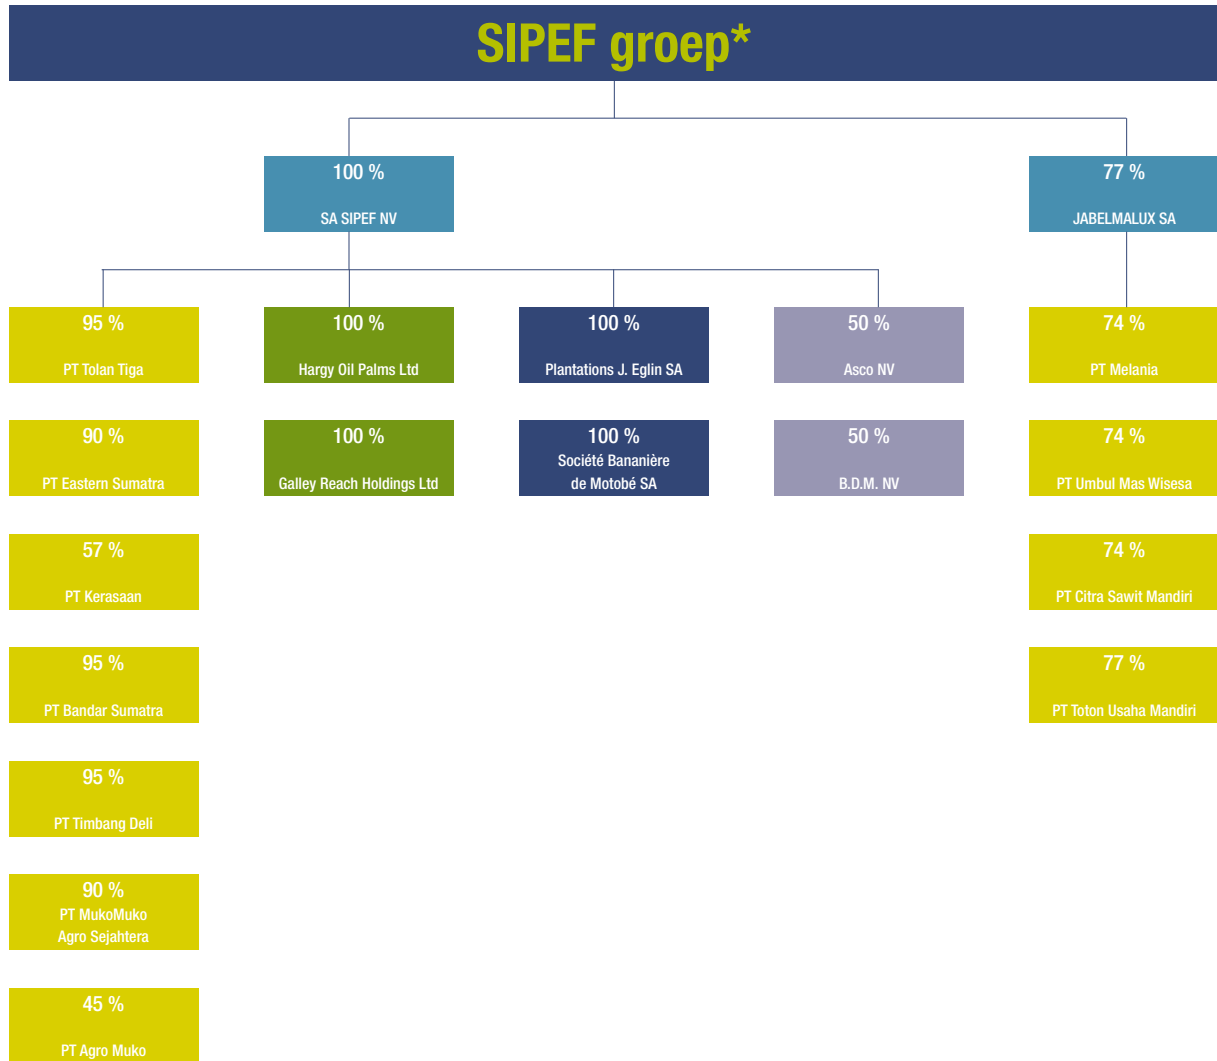 SIPEF groep*
100 %
SA SIPEF NV
77 %
JABELMALUX SA
95 %
PT Tolan Tiga
100 %
Hargy Oil Palms Ltd
100 %
Plantations J. Eglin SA
50 %
Asco NV
74 %
PT Melania
90 %
PT Eastern Sumatra
100 %
Galley Reach Holdings Ltd
100 %
Société Bananière
de Motobé SA
50 %
B.D.M. NV
74 %
PT Umbul Mas Wisesa
57 %
PT Kerasaan
74 %
PT Citra Sawit Mandiri
95 %
PT Bandar Sumatra
77 %
PT Toton Usaha Mandiri
95 %
PT Timbang Deli
90 %
PT MukoMuko
Agro Sejahtera
45 %
PT Agro Muko